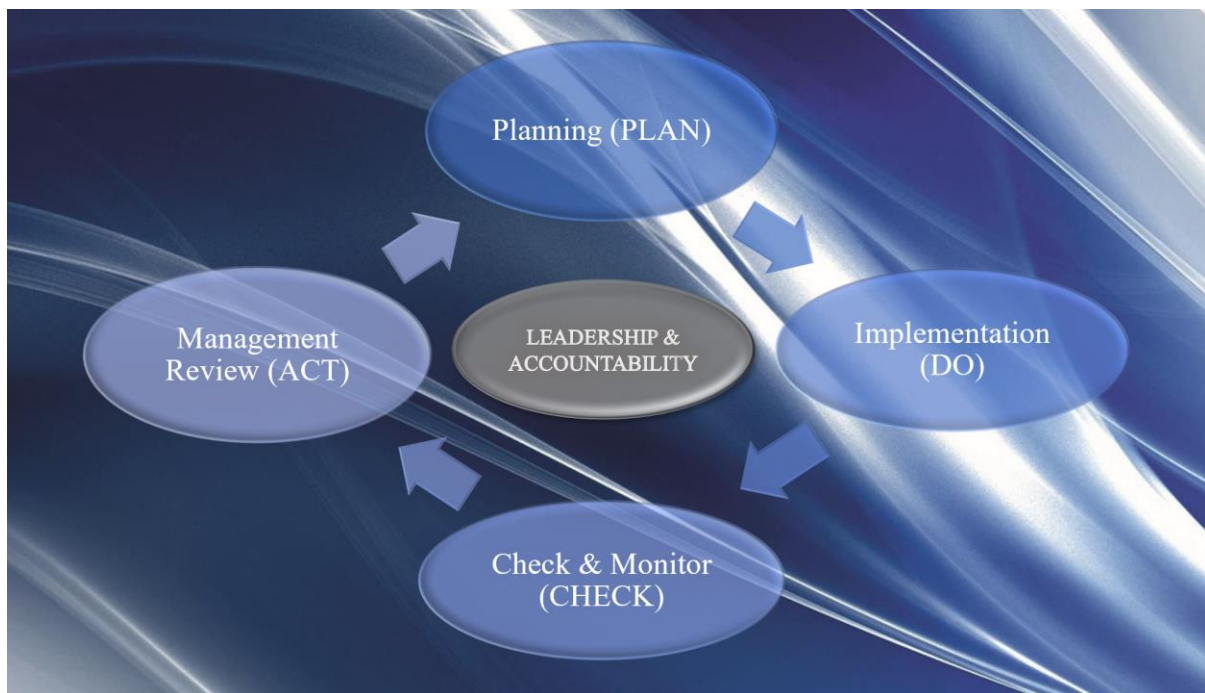 Planning (PLAN)
Management
Review (ACT)
LEADERSHIP &
ACCOUNTABILITY
Implementation
(DO)
Check & Monitor
(CHECK)